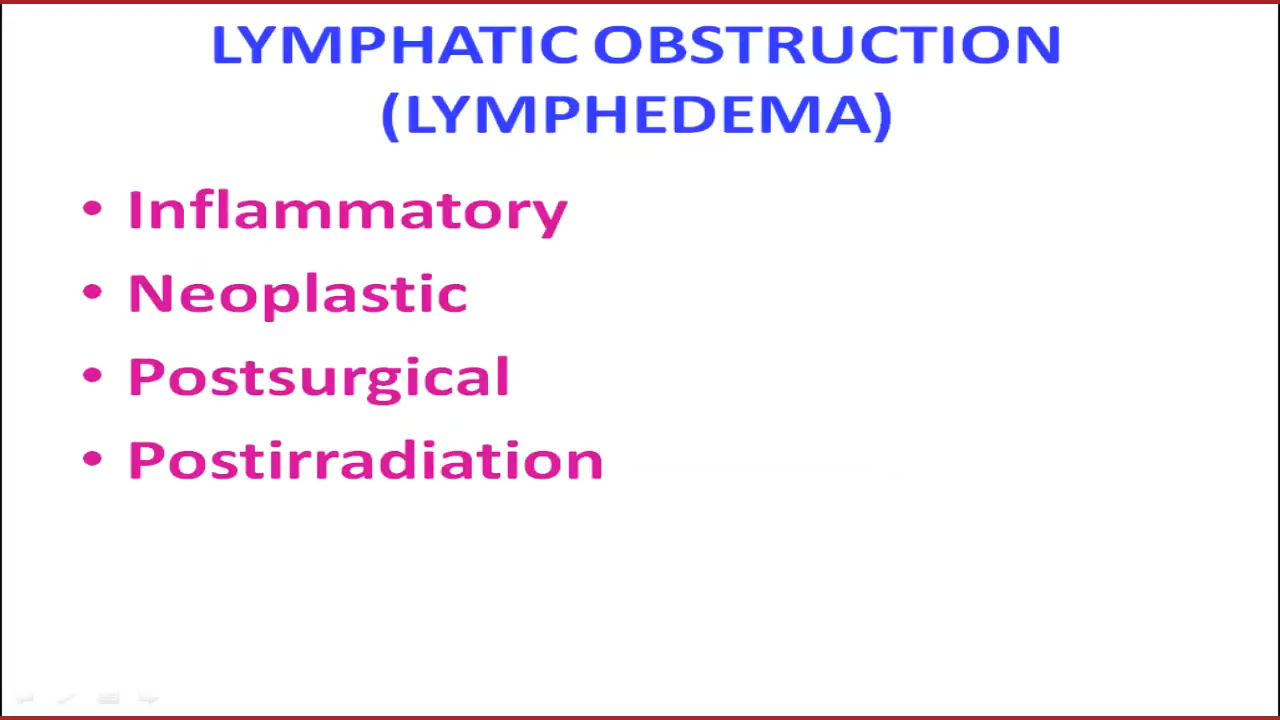 LYMPHATIC OBSTRUCTION
(LYMPHEDEMA)
• Inflammatory
• Neoplastic
• Postsurgical
• Postirradiation